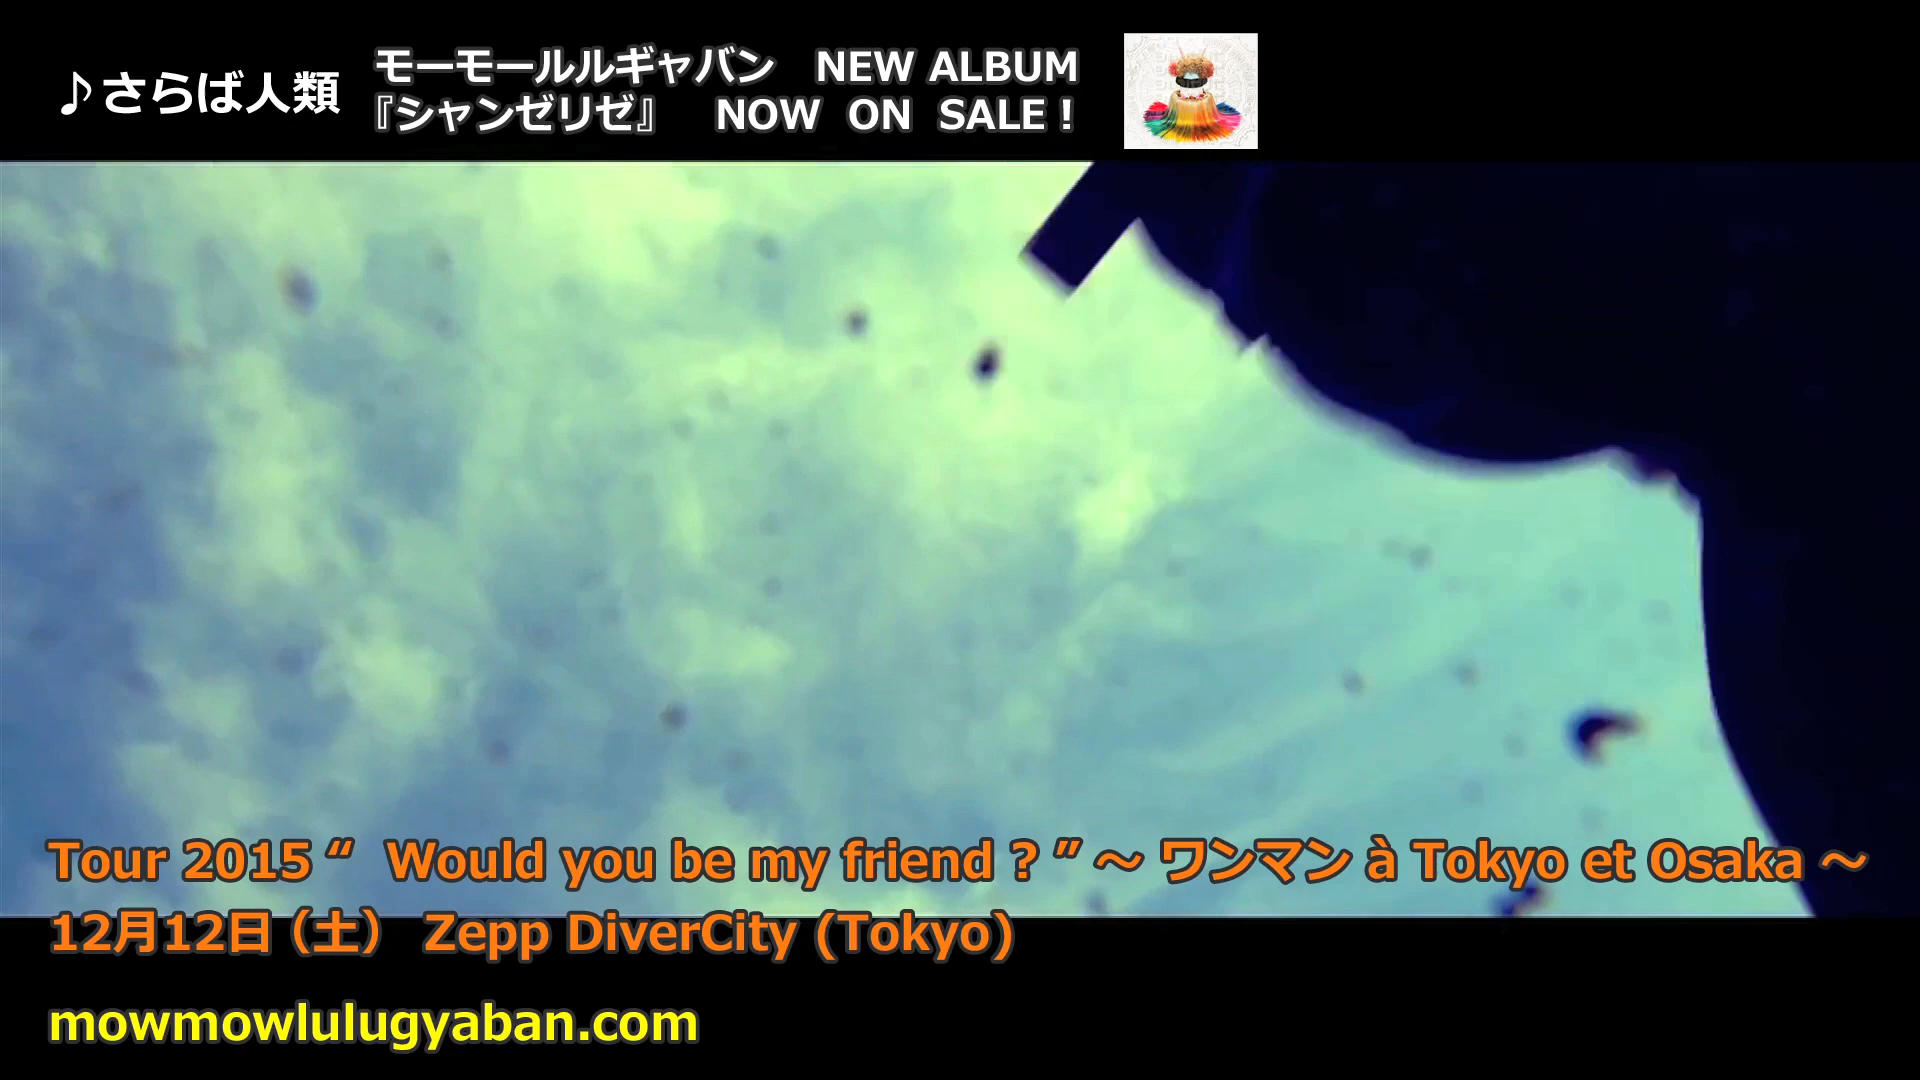 ♪さらば人類
モーモールルギャバン　NEW ALBUM
『シャンゼリゼ』　NOW ON SALE！
Tour 2015 “ Would you be my friend？” ～ ワンマン à Tokyo et Osaka ～
12月12日（土） Zepp DiverCity (Tokyo)
mowmowlulugyaban.com